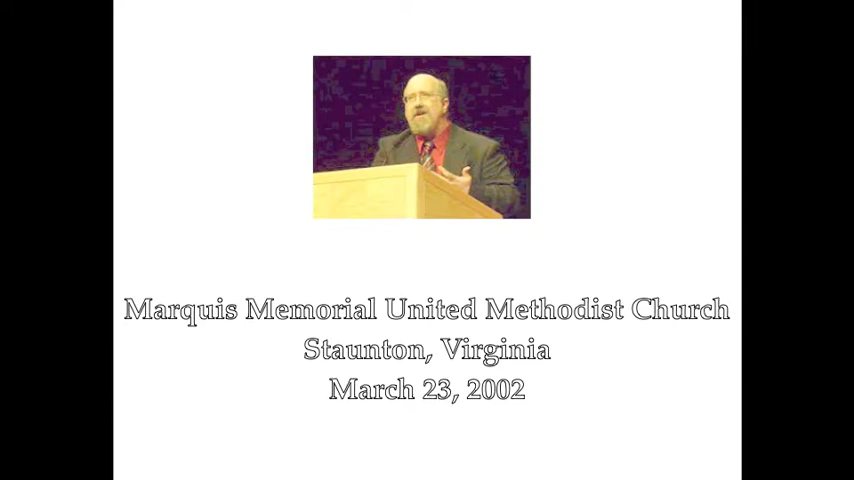 Marquis Memorial United Methodist Church
Staunton, Virginia
March 23, 2002